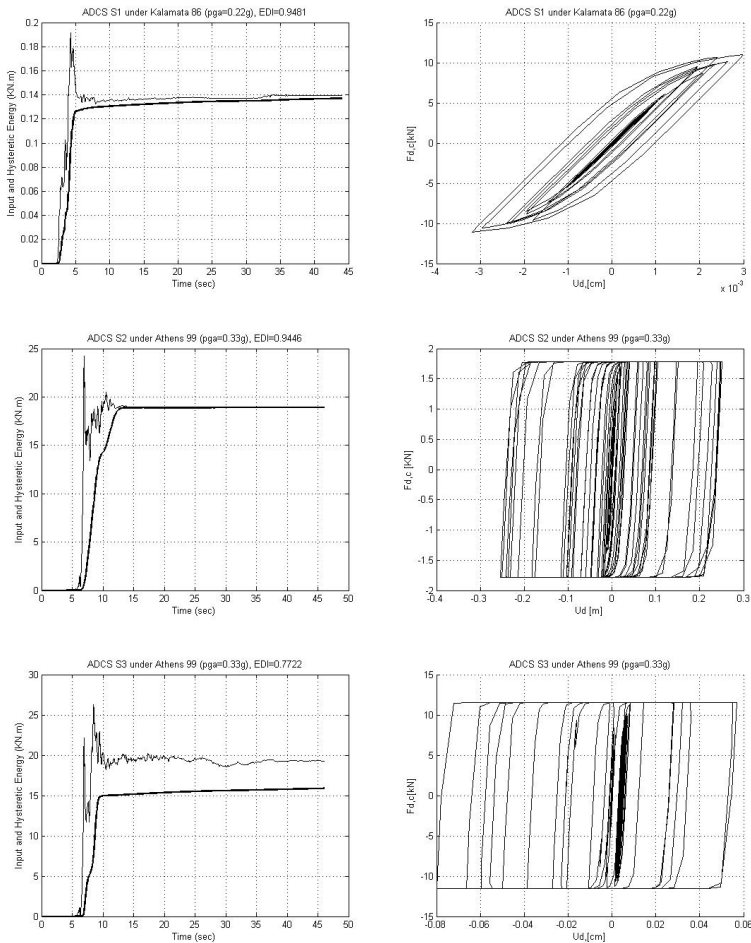 ADCS S1 under Kalamata 86 (pga=0.22g), EDI=0.9481
Input and Hysteretic Energy (KN.m)
0.2
0.18
0.16
0.14
0.12
0.1
0.08
0.06
0.04
0.02
0
0 5 10 15 20 25 30 35 40 45
Time (sec)
ADCS S1 under Kalamata 86 (pga=0.22g)
Fd,c[kN]
15
10
5
0
-5
-10
-15
-4 -3 -2 -1 0 1 2 3
x 10-3
Ud,[cm]
ADCS S2 under Athens 99 (pga=0.33g), EDI=0.9446
Input and Hysteretic Energy (KN.m)
25
20
15
10
5
0
0 5 10 15 20 25 30 35 40 45 50
Time (sec)
ADCS S2 under Athens 99 (pga=0.33g)
Fd,c [kN]
2
1.5
1
0.5
0
-0.5
-1
-1.5
-2
-0.4 -0.3 -0.2 -0.1 0 0.1 0.2 0.3
Ud [m]
ADCS S3 under Athens 99 (pga=0.33g), EDI=0.7722
Input and Hysteretic Energy (KN.m)
30
25
20
15
10
5
0
0 5 10 15 20 25 30 35 40 45 50
Time (sec)
ADCS S3 under Athens 99 (pga=0.33g)
Fd,c[kN]
15
10
5
0
-5
-10
-15
-0.08 -0.06 -0.04 -0.02 0 0.02 0.04 0.06
Ud,[cm]